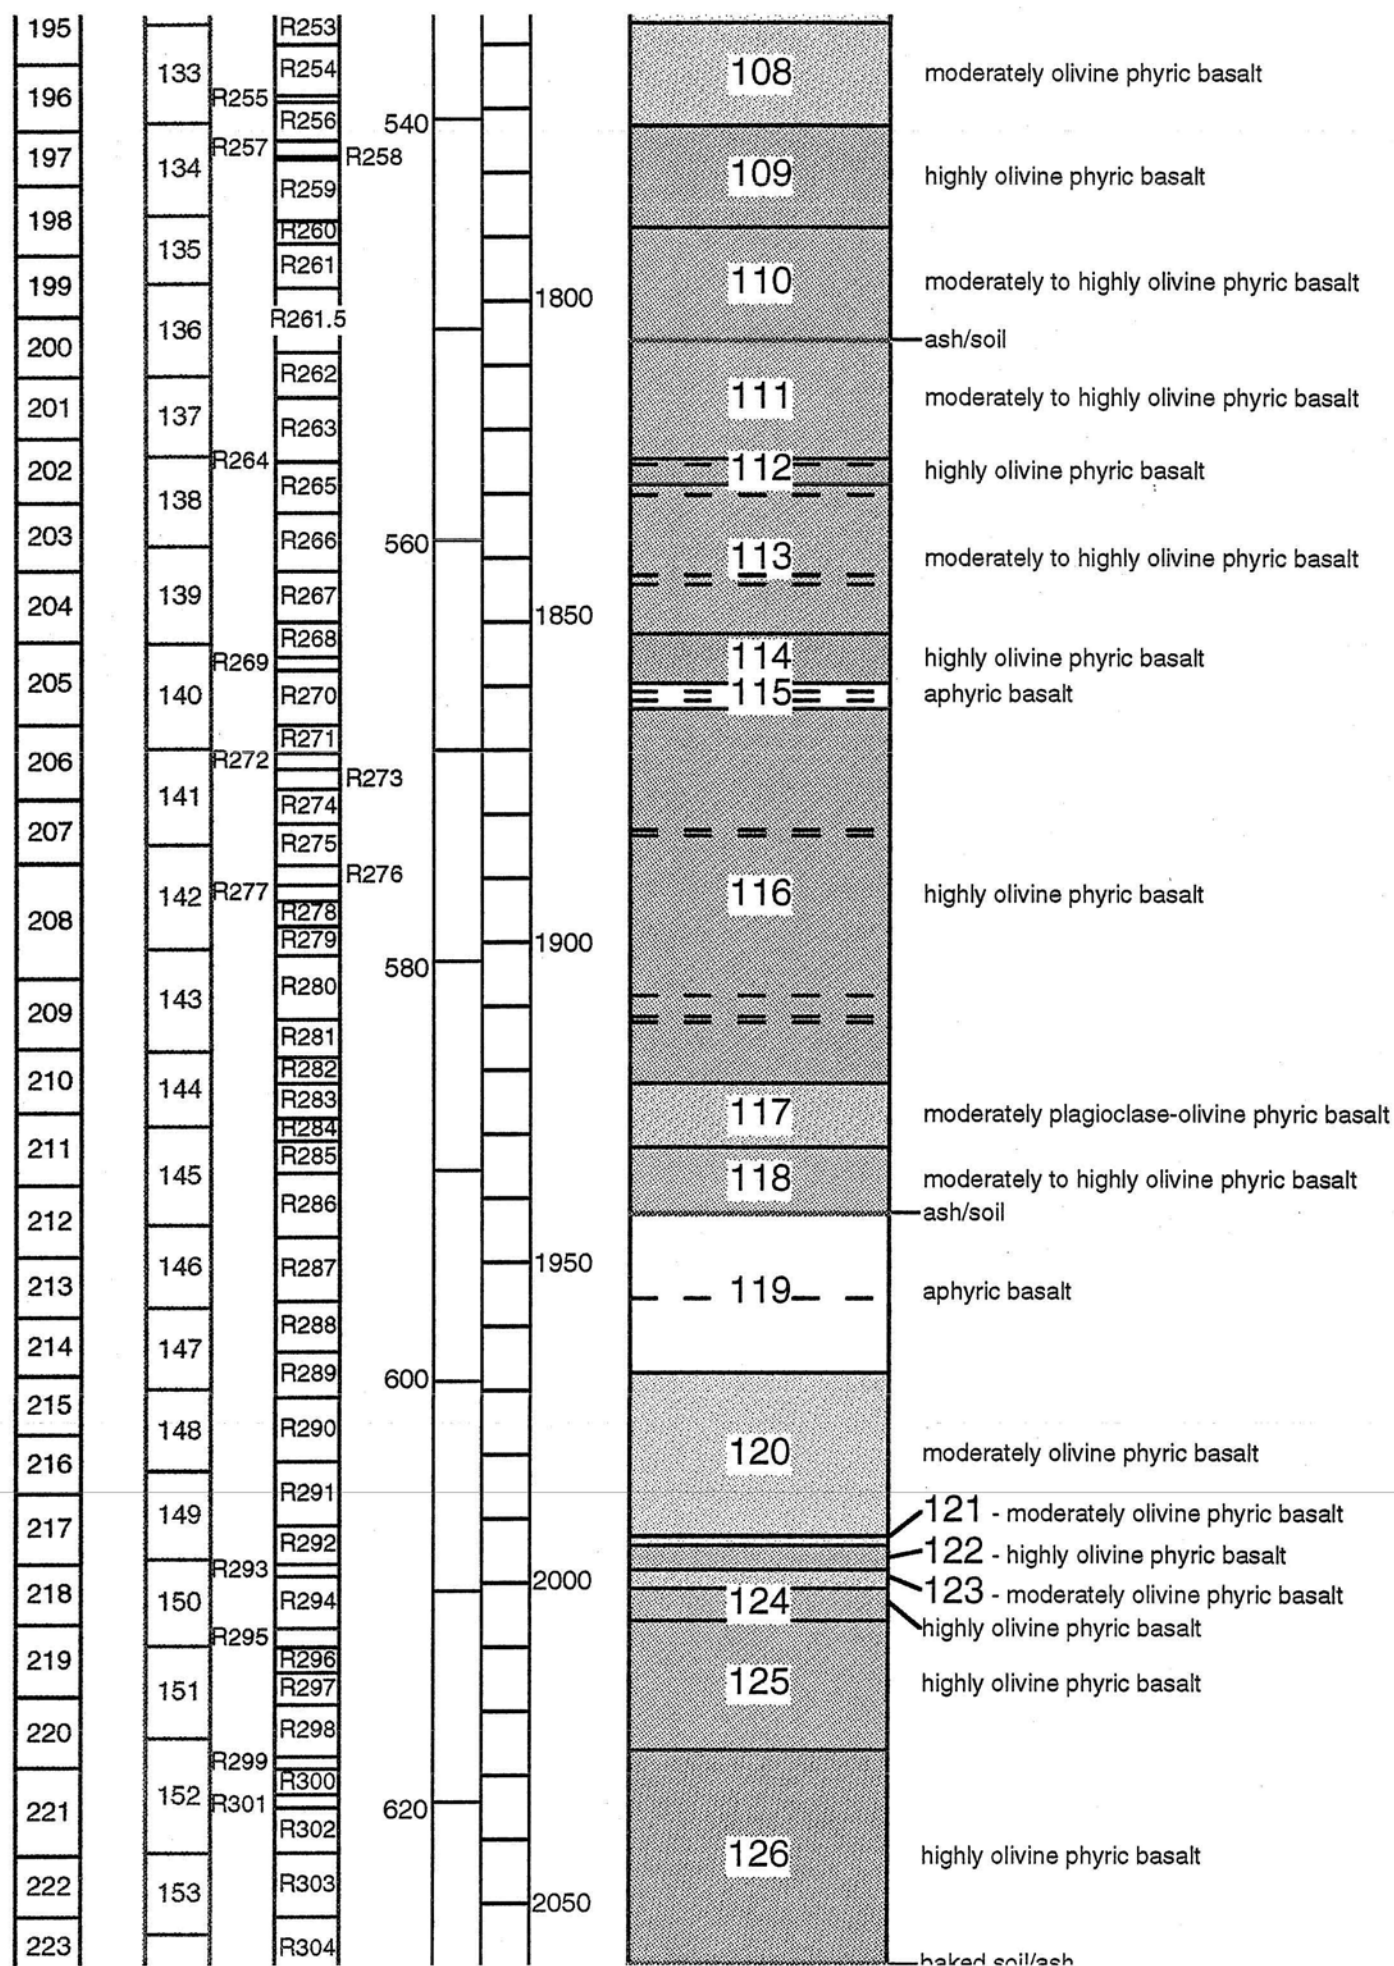 195
R253
133
R254
108
moderately olivine phyric basalt
196
R255
R256
540
197
R257
R258
134
109
highly olivine phyric basalt
R259
198
R260
135
R261
199
110
moderately to highly olivine phyric basalt
1800
136
R261.5
200
ash/soil
R262
201
137
111
moderately to highly olivine phyric basalt
R263
202
R264
112
highly olivine phyric basalt
138
R265
203
R266
560
113
moderately to highly olivine phyric basalt
204
139
R267
1850
R268
114
highly olivine phyric basalt
R269
205
140
R270
115
aphyric basalt
R271
206
R272
R273
141
R274
207
R275
R276
142
R277
116
highly olivine phyric basalt
208
R278
R279
1900
580
143
R280
209
R281
R282
210
144
R283
117
moderately plagioclase-olivine phyric basalt
R284
211
R285
145
118
moderately to highly olivine phyric basalt
R286
212
ash/soil
146
R287
1950
213
119
aphyric basalt
R288
214
147
R289
600
215
148
R290
216
120
moderately olivine phyric basalt
R291
217
149
121 - moderately olivine phyric basalt
R292
122 - highly olivine phyric basalt
R293
2000
218
150
R294
123 - moderately olivine phyric basalt
124
highly olivine phyric basalt
R295
219
R296
151
R297
125
highly olivine phyric basalt
220
R298
R299
R300
152
R301
221
620
R302
126
highly olivine phyric basalt
222
153
R303
2050
223
R304
baked soil/ash